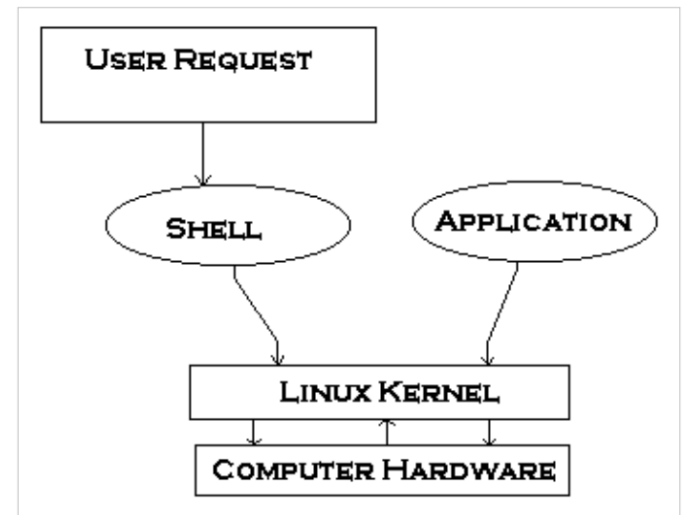 USER REQUEST
SHELL
APPLICATION
LINUX KERNEL
COMPUTER HARDWARE